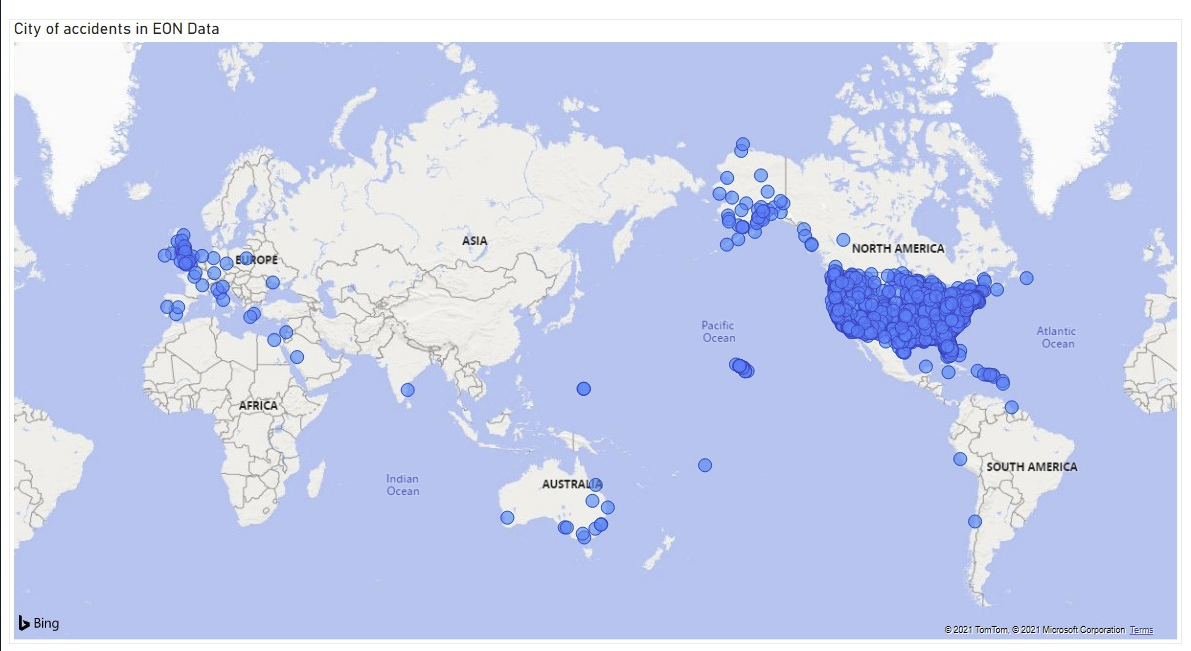 City of accidents in EON Data
ASIA
EUROPE
NORTH AMERICA
Pacific
Ocean
Atlantic
Ocean
AFRICA
SOUTH AMERICA
Indian
Ocean
AUSTRALIA
Bing
© 2021 TomTom, © 2021 Microsoft Corporation Terms